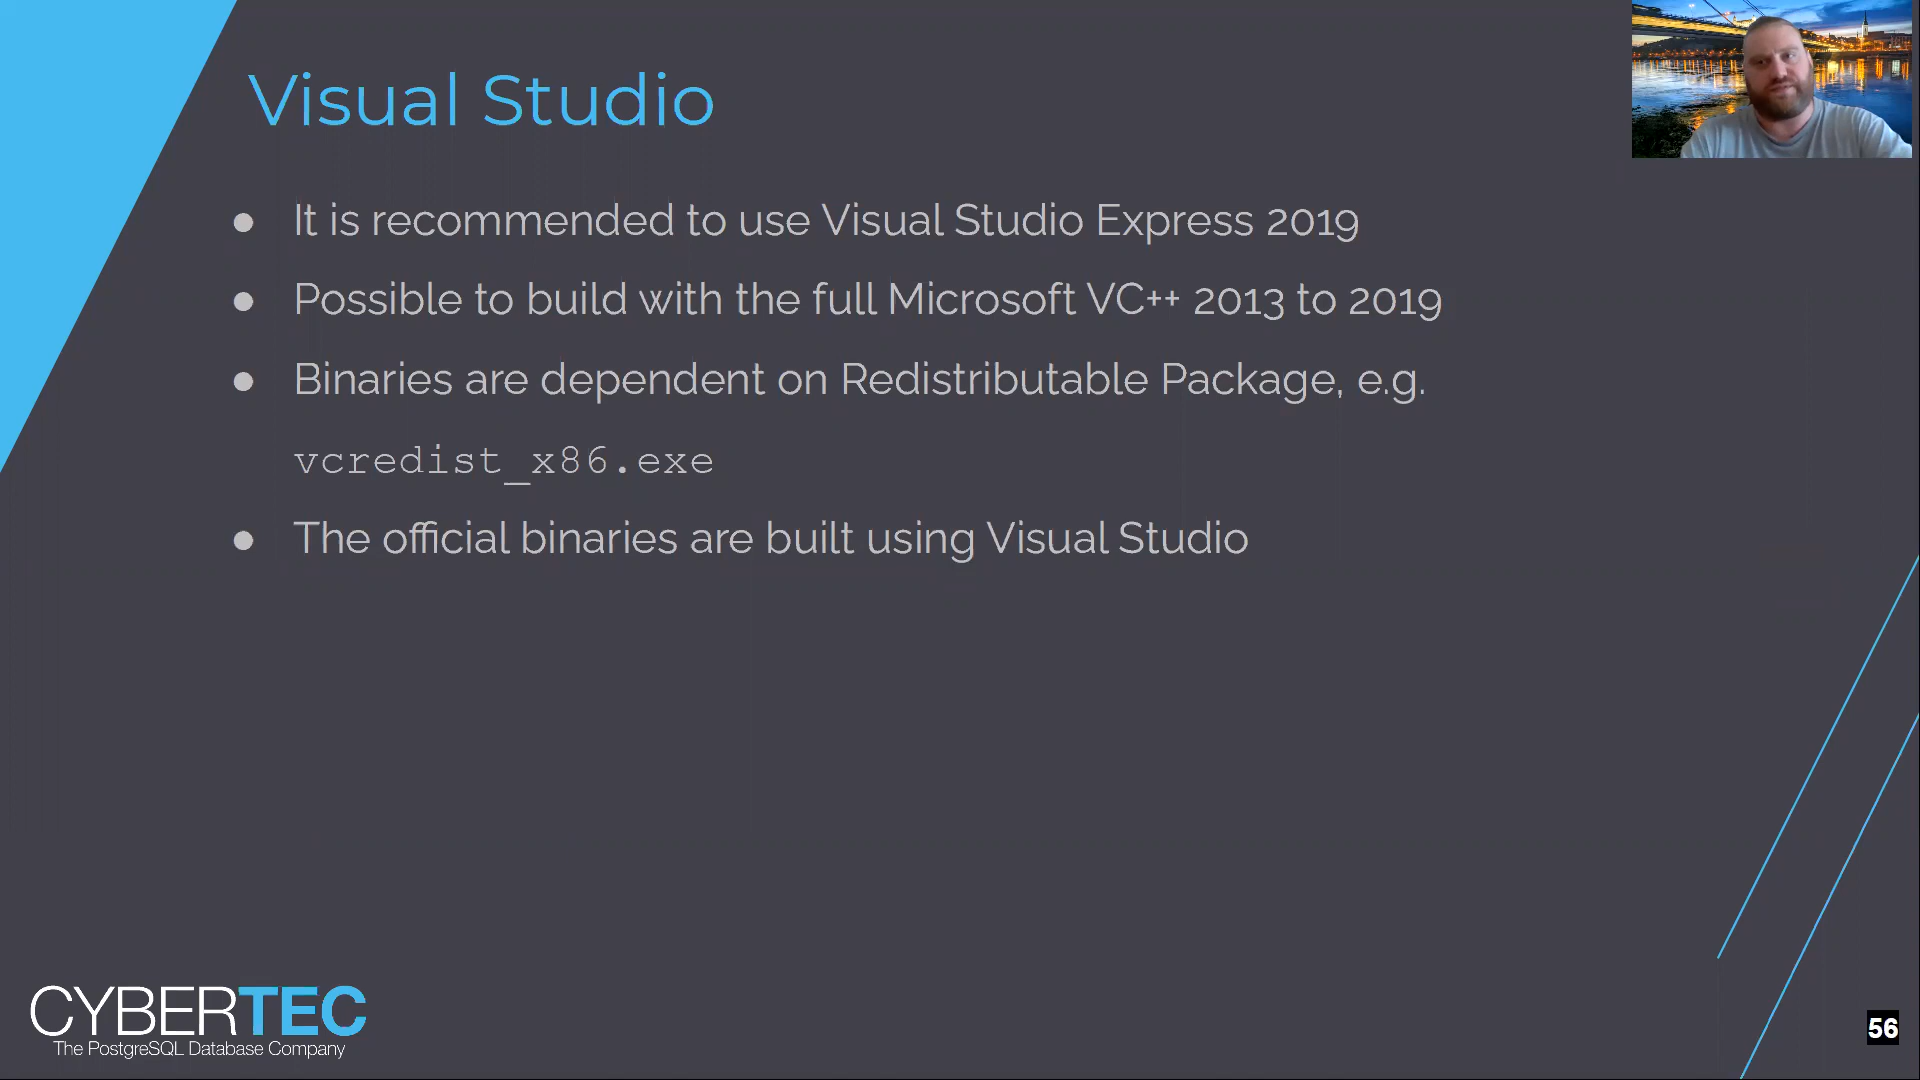 Visual Studio
● It is recommended to use Visual Studio Express 2019
● Possible to build with the full Microsoft VC++ 2013 to 2019
● Binaries are dependent on Redistributable Package, e.g.
vcredist_x86.exe
● The official binaries are built using Visual Studio
CYBERTEC
The PostgreSQL Database Company
56